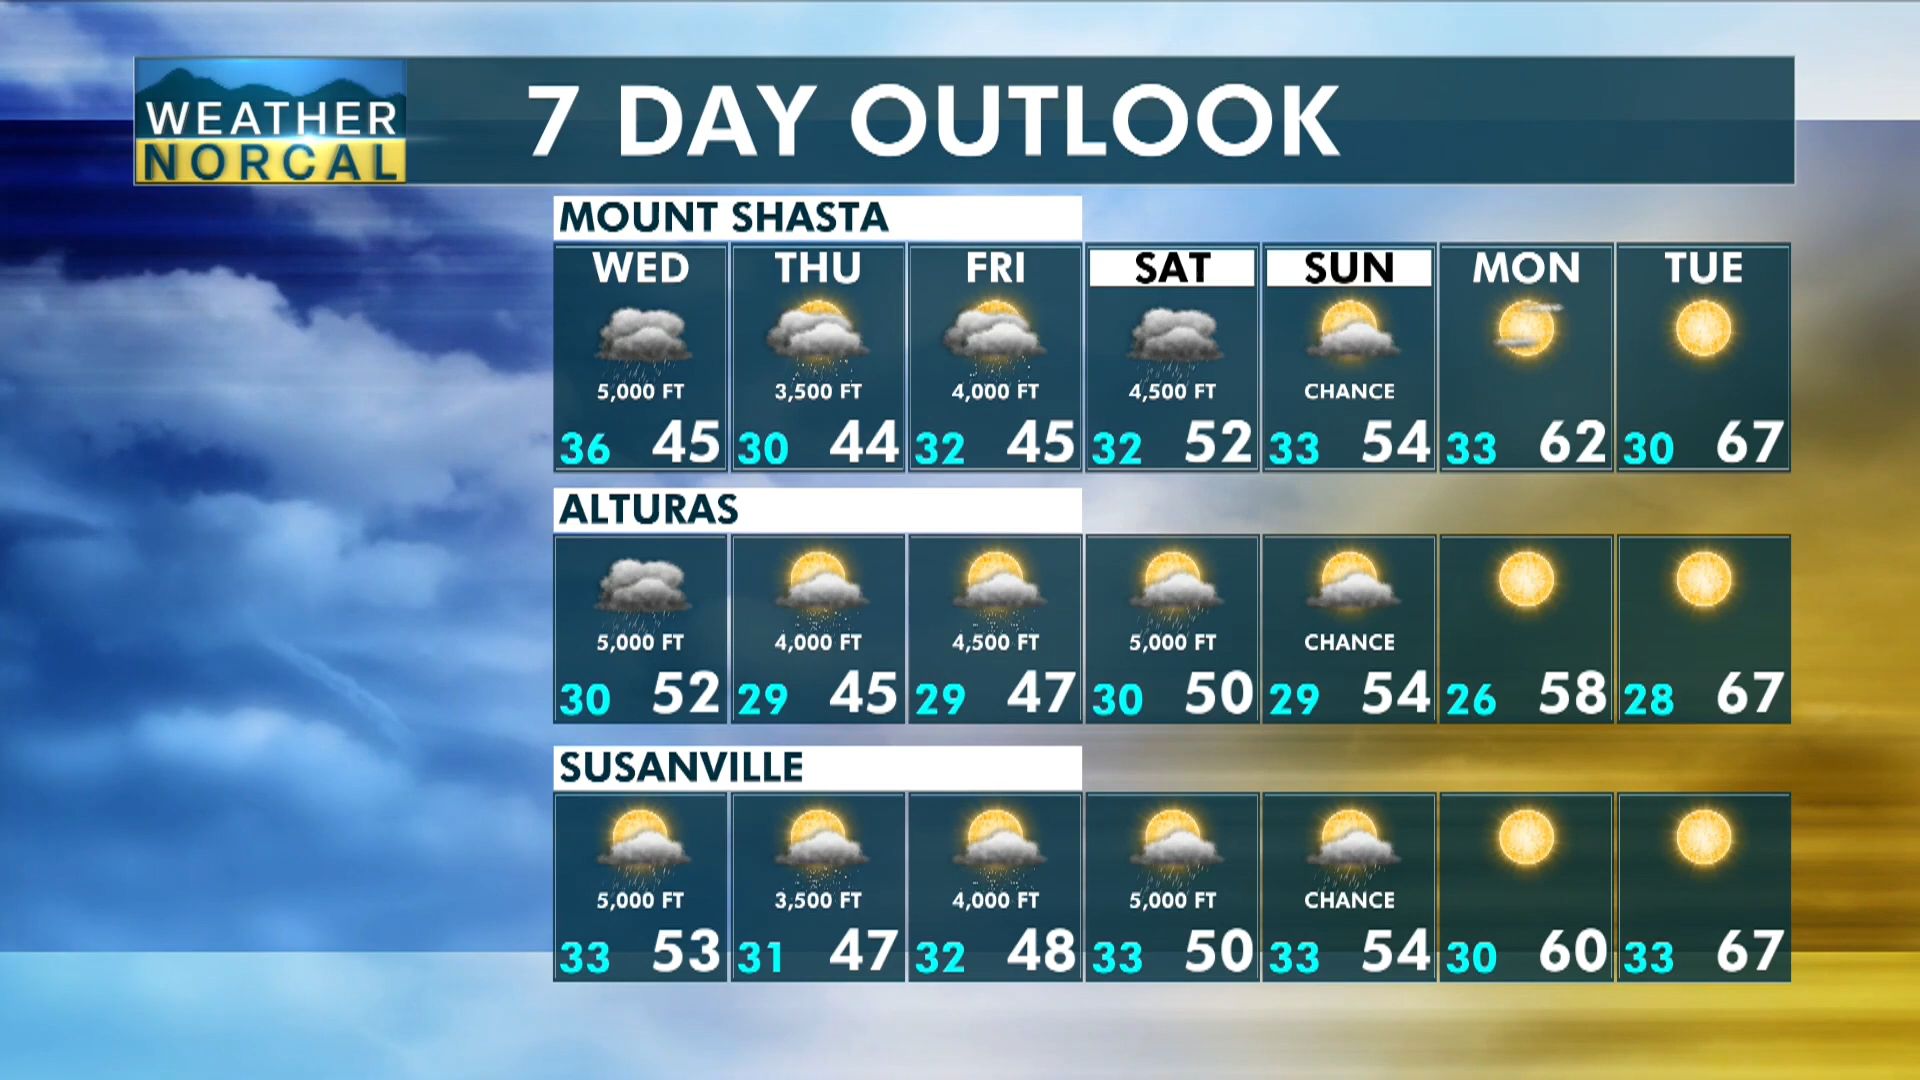 WEATHER
NORCAL
7 DAY OUTLOOK
MOUNT SHASTA
WED THU FRI SAT SUN MON TUE
5,000 FT 3,500 FT 4,000 FT 4,500 FT CHANCE
36 45 30 44 32 45 32 52 33 54 33 62 30 67
ALTURAS
5,000 FT 4,000 FT 4,500 FT 5,000 FT CHANCE
30 52 29 45 29 47 30 50 29 54 26 58 28 67
SUSANVILLE
5,000 FT 3,500 FT 4,000 FT 5,000 FT CHANCE
33 53 31 47 32 48 33 50 33 54 30 60 33 67